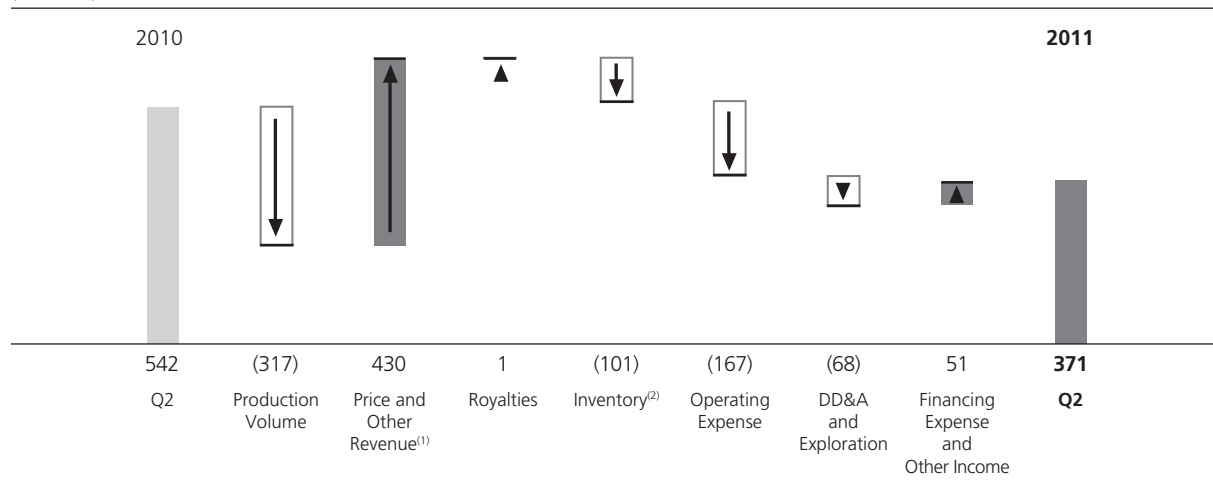 2010 2011
542 (317) 430 1 (101) (167) (68) 51 371
Q2 Production Price and Royalties Inventory(2) Operating DD&A Financing Q2
Volume Other Expense and Expense
Revenue(1) Exploration and
Other Income